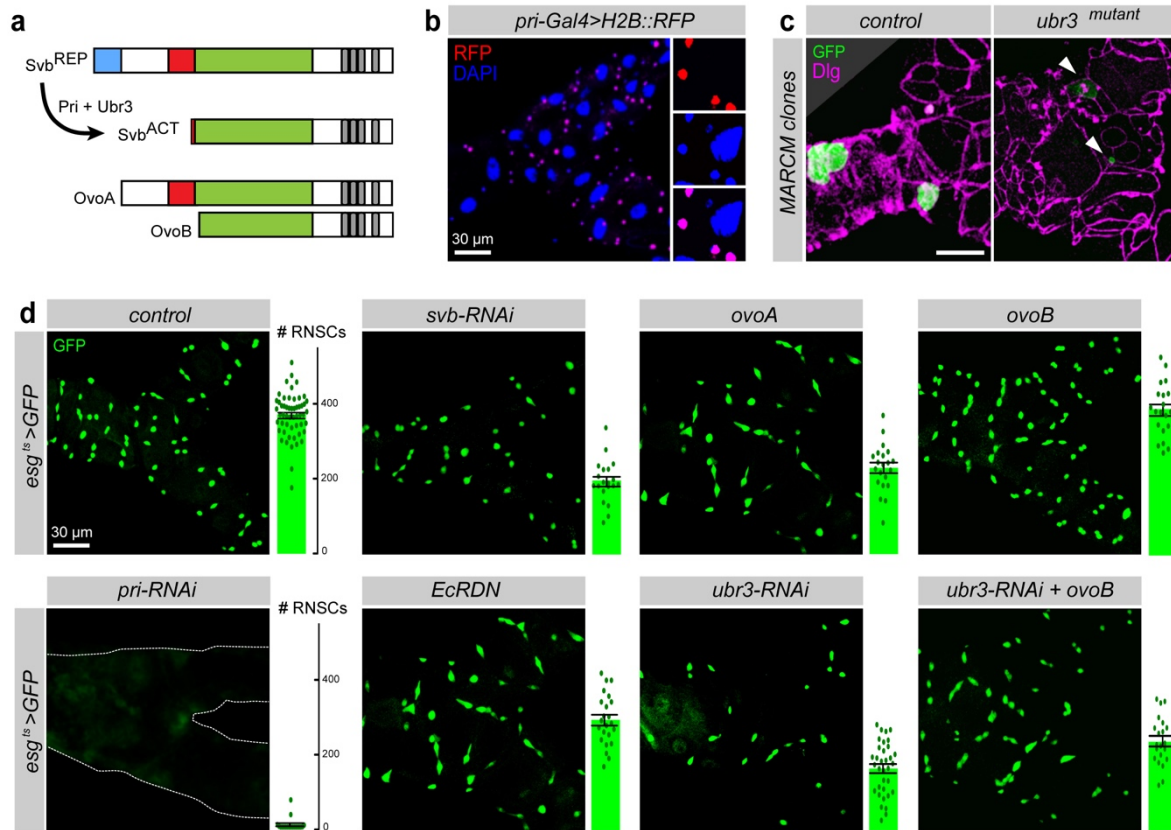 a
Svb^REP
Pri + Ubr3
Svb^ACT
OvoA
OvoB
b
pri-Gal4>H2B::RFP
RFP
DAPI
30 µm
c
control
ubr3 mutant
GFP
Dlg
MARCM clones
d
control
# RNSCs
svb-RNAi
ovoA
ovoB
esg^ts>GFP
GFP
400
200
0
30 µm
pri-RNAi
# RNSCs
EcRDN
ubr3-RNAi
ubr3-RNAi + ovoB
esg^ts>GFP
400
200
0